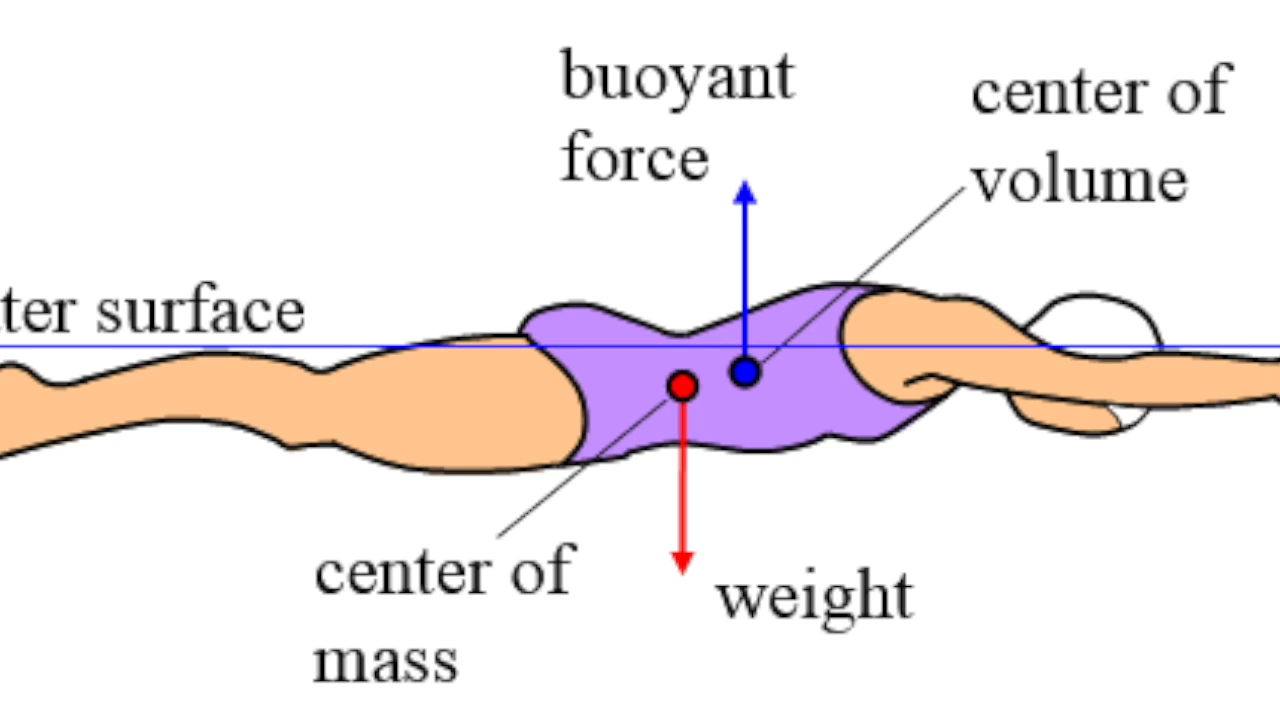 buoyant
force
center of
volume
ter surface
center of
mass
weight